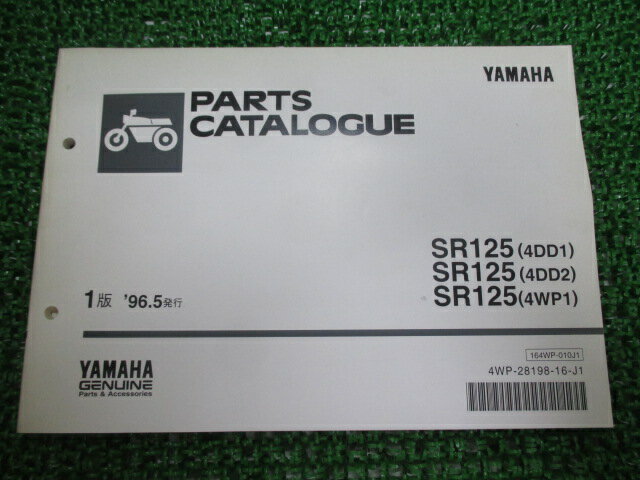 YAMAHA
PARTS
CATALOGUE
SR125 (4DD1)
SR125 (4DD2)
SR125 (4WP1)
1版 '96.5発行
164WP-010J1
4WP-28198-16-J1
YAMAHA
GENUINE
Parts & Accessories